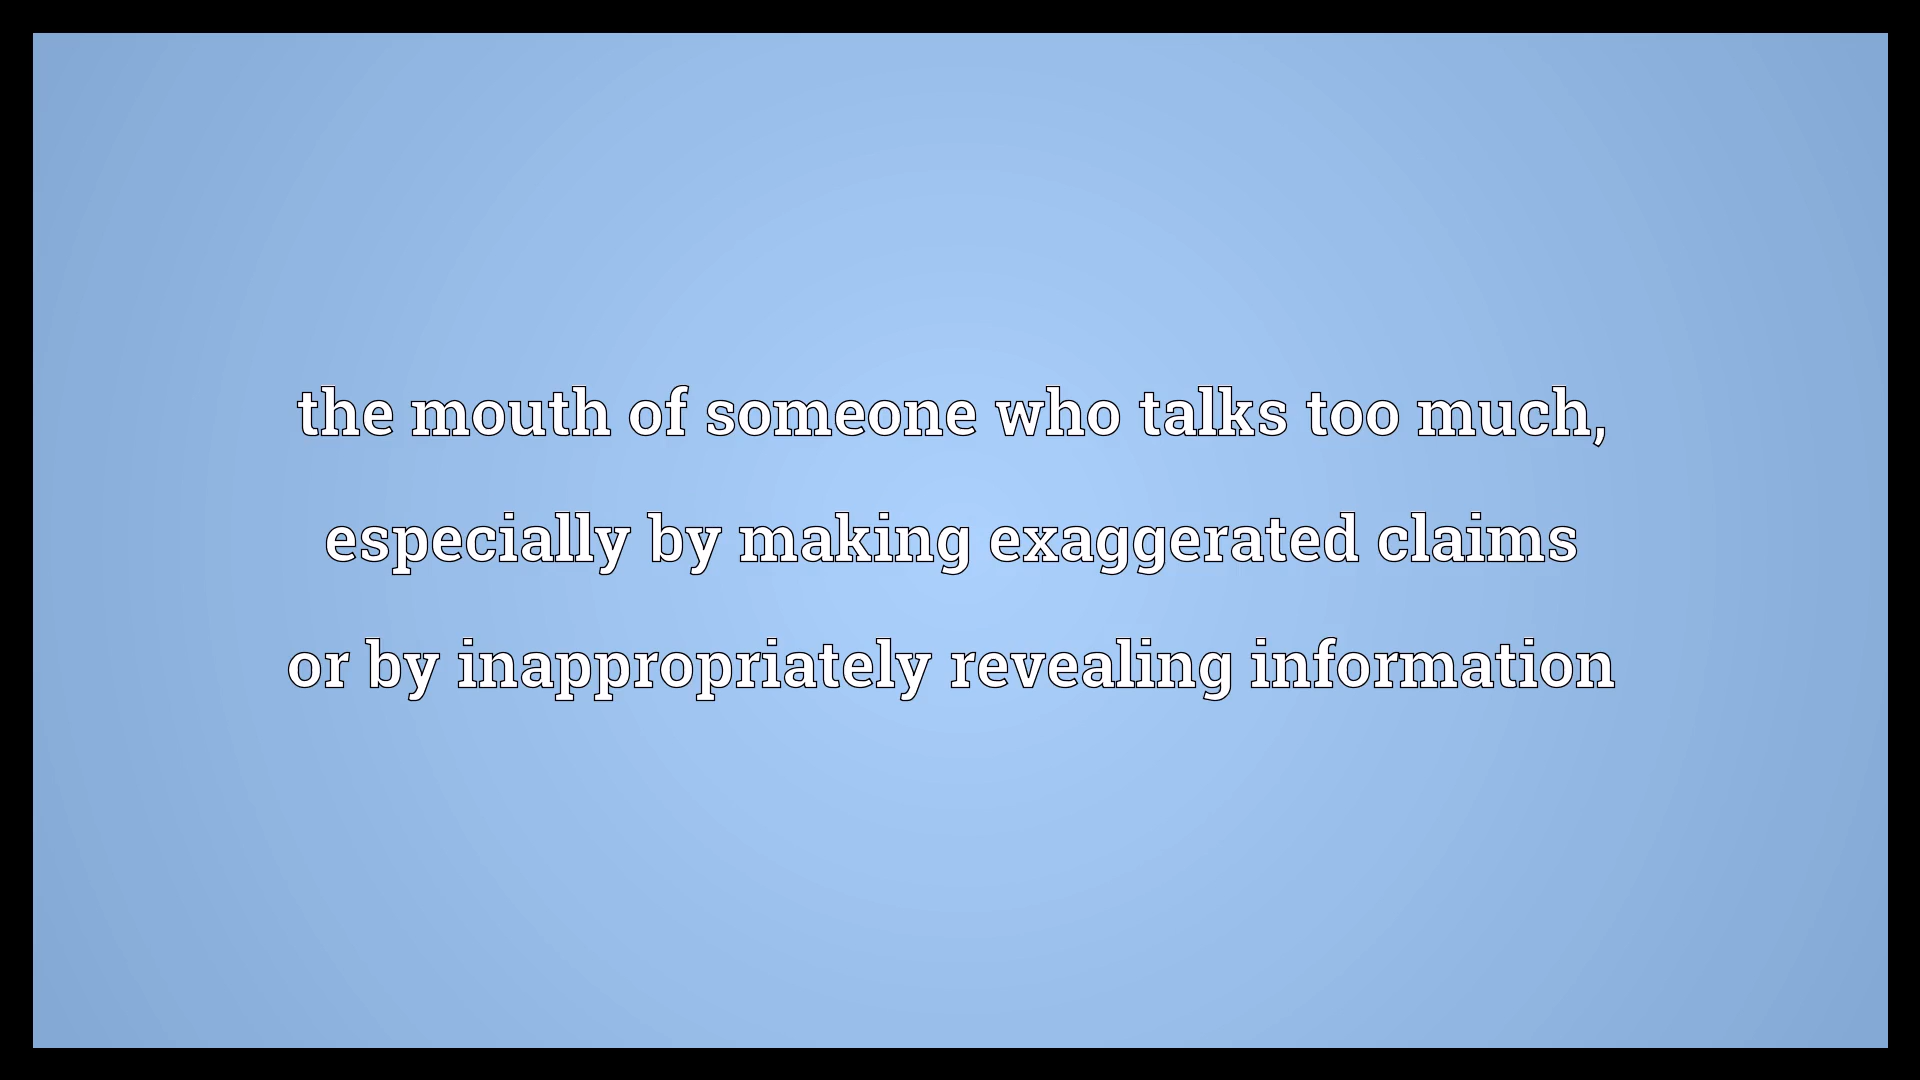 the mouth of someone who talks too much,
especially by making exaggerated claims
or by inappropriately revealing information